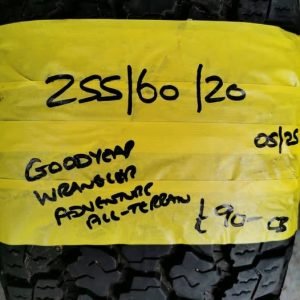 255/60/20
05/25
GOODYEAR
WRANGLER
ADVENTURE
ALL-TERRAIN
£90-00